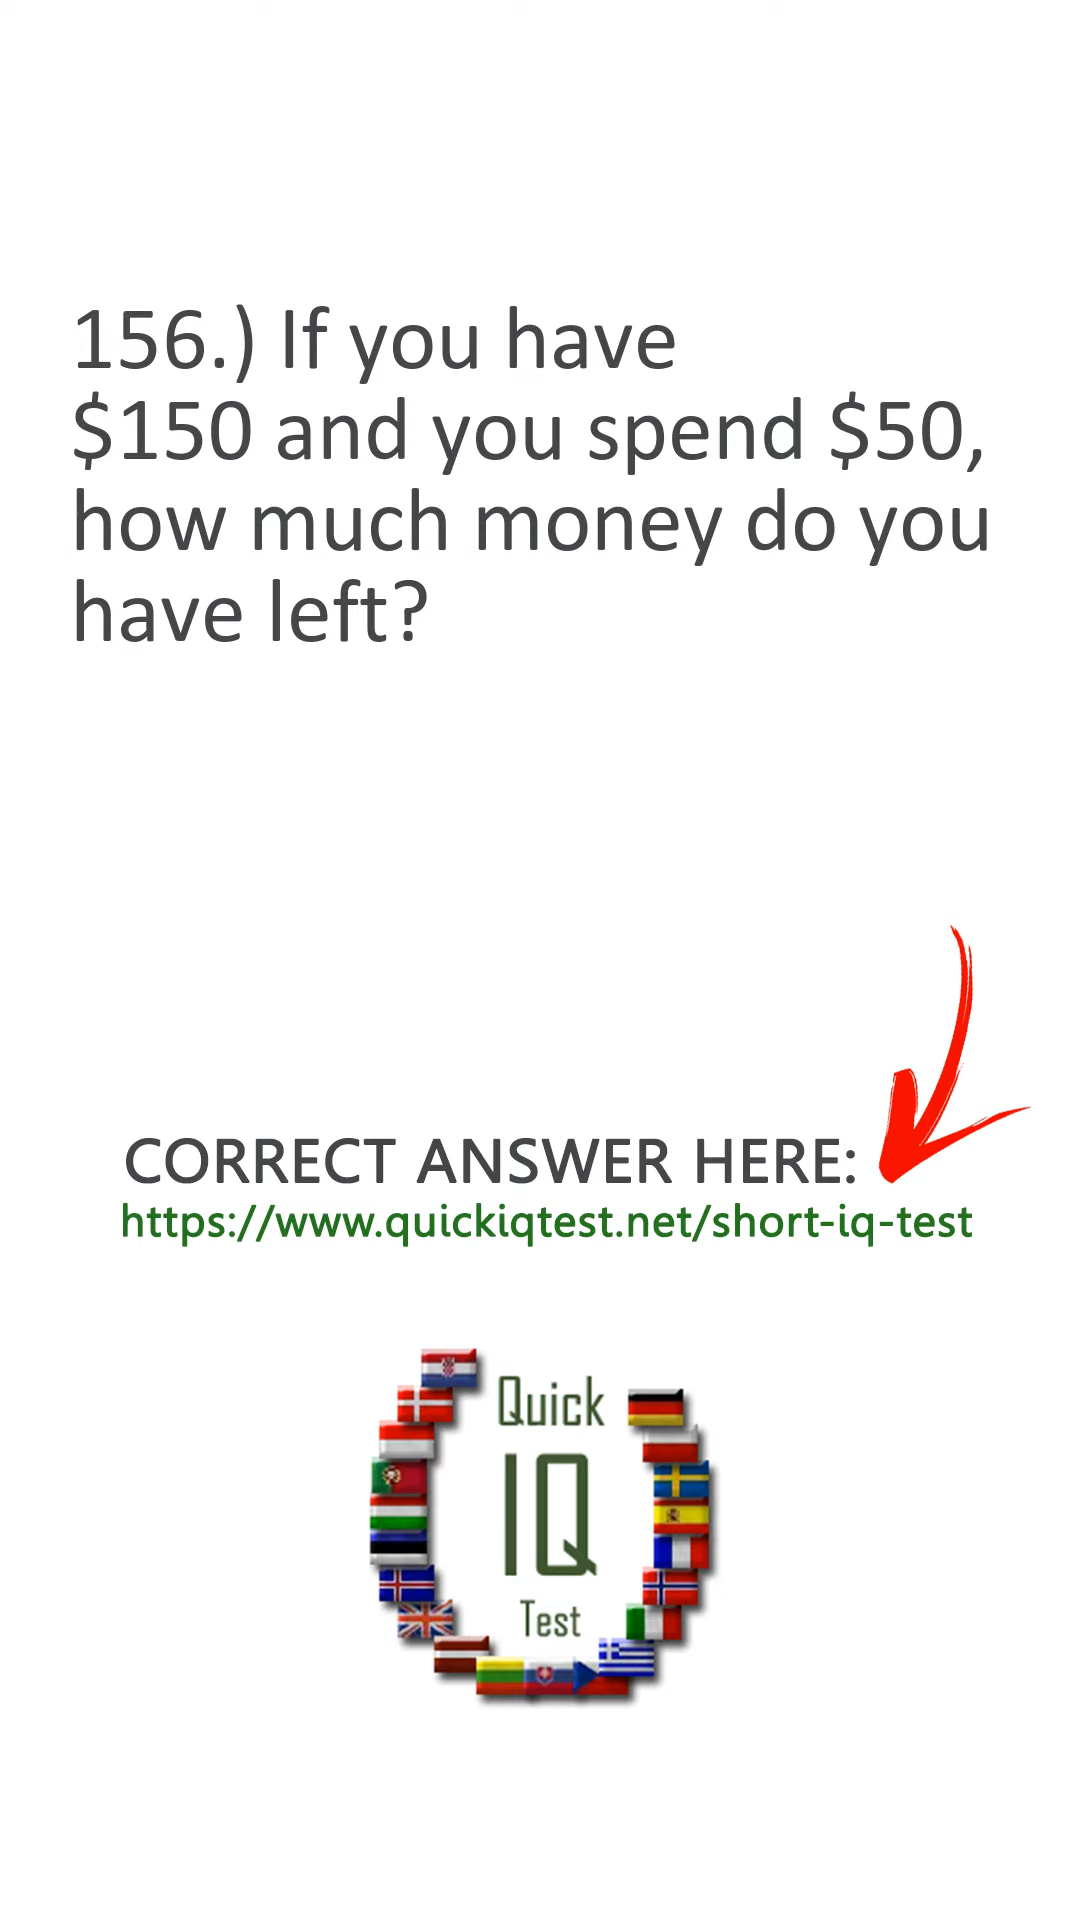 156.) If you have
$150 and you spend $50,
how much money do you
have left?
CORRECT ANSWER HERE:
https://www.quickiqtest.net/short-iq-test
Quick
IQ
Test